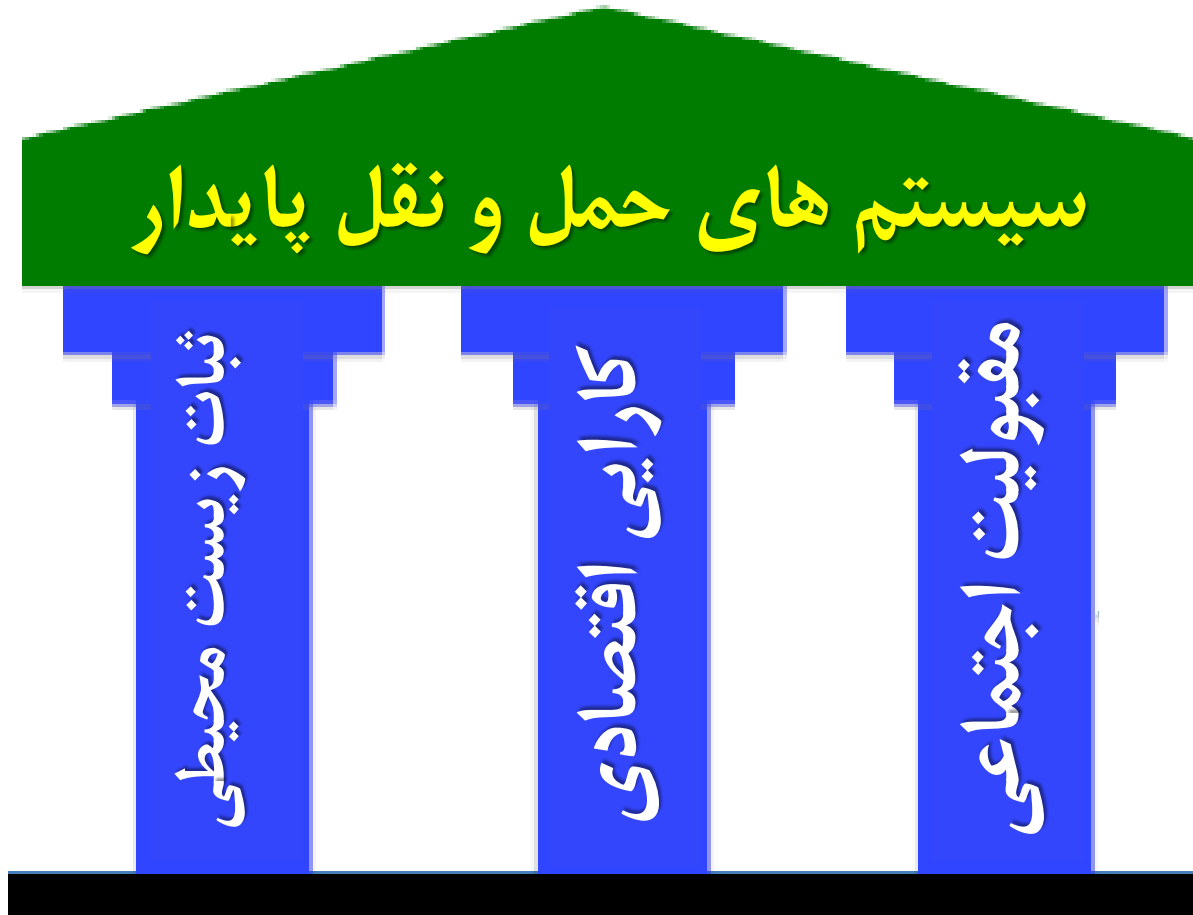 سیستم های حمل و نقل پایدار
مقبولیت اجتماعی
کارایی اقتصادی
ثبات زیست محیطی